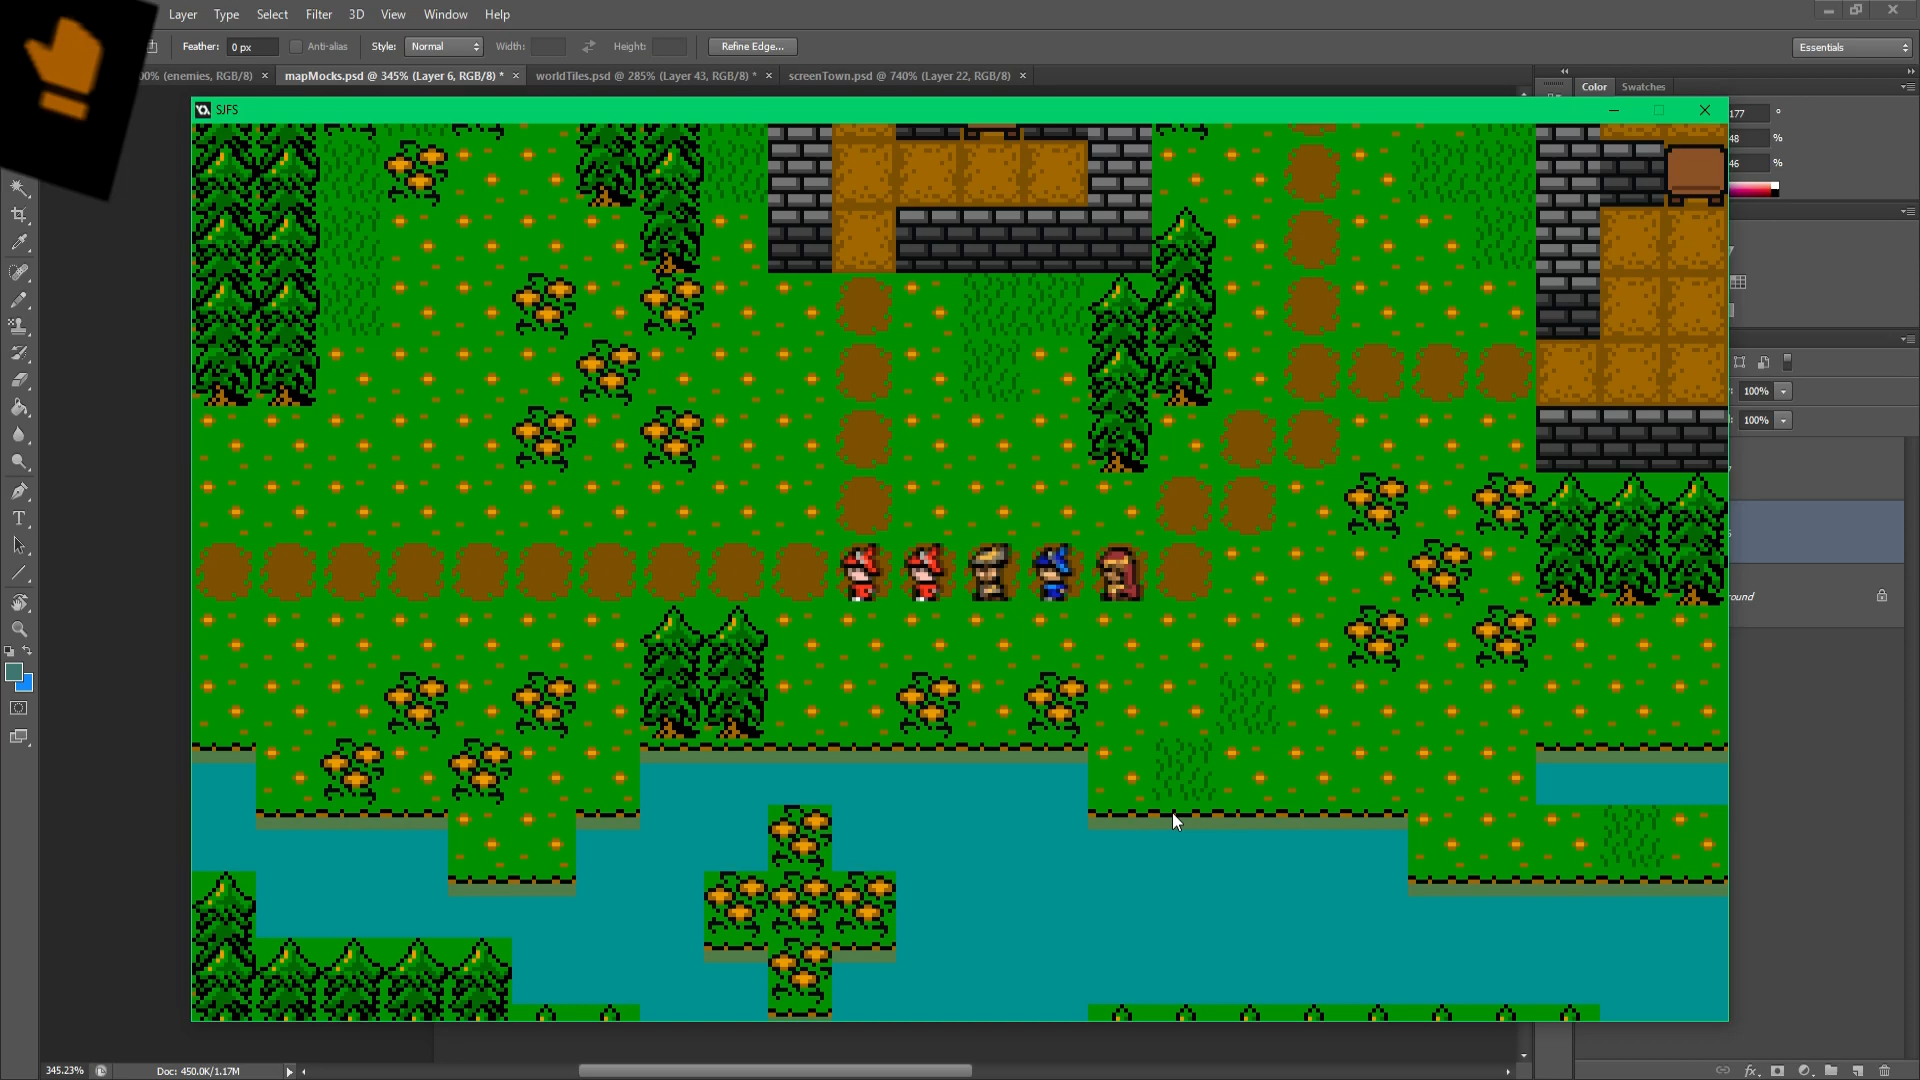 Layer Type Select Filter 3D View Window Help
Feather: 0 px Anti-alias Style: Normal Width: Height: Refine Edge... Essentials
00% (enemies, RGB/8) × mapMocks.psd @ 345% (Layer 6, RGB/8) * × worldTiles.psd @ 285% (Layer 43, RGB/8) * × screenTown.psd @ 740% (Layer 22, RGB/8) ×
Color Swatches
SJFS
177 °
48 %
46 %
100%
100%
ound
345.23% Doc: 450.0K/1.17M